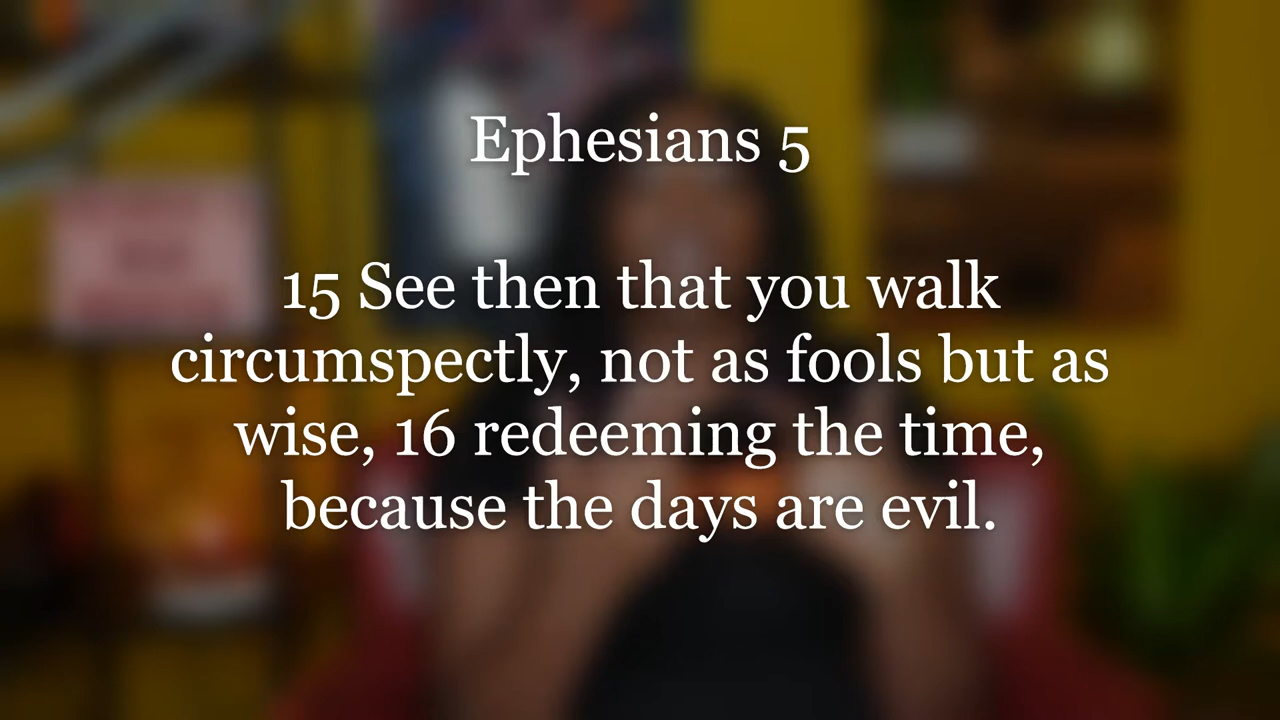 Ephesians 5
15 See then that you walk
circumspectly, not as fools but as
wise, 16 redeeming the time,
because the days are evil.